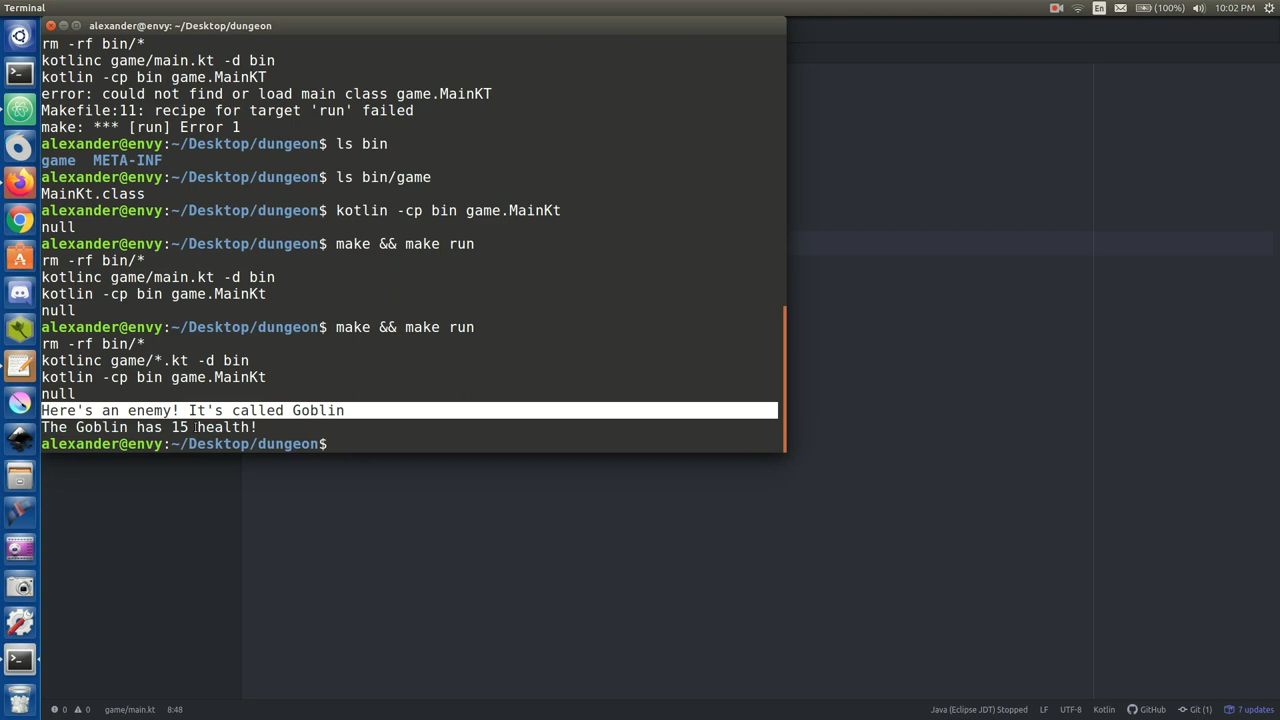 Terminal
En
(100%)
10:02 PM
alexander@envy: ~/Desktop/dungeon
rm -rf bin/*
kotlinc game/main.kt -d bin
kotlin -cp bin game.MainKT
error: could not find or load main class game.MainKT
Makefile:11: recipe for target 'run' failed
make: *** [run] Error 1
alexander@envy:~/Desktop/dungeon$ ls bin
game  META-INF
alexander@envy:~/Desktop/dungeon$ ls bin/game
MainKt.class
alexander@envy:~/Desktop/dungeon$ kotlin -cp bin game.MainKt
null
alexander@envy:~/Desktop/dungeon$ make && make run
rm -rf bin/*
kotlinc game/main.kt -d bin
kotlin -cp bin game.MainKt
null
alexander@envy:~/Desktop/dungeon$ make && make run
rm -rf bin/*
kotlinc game/*.kt -d bin
kotlin -cp bin game.MainKt
null
Here's an enemy! It's called Goblin
The Goblin has 15 health!
alexander@envy:~/Desktop/dungeon$
0 0 game/main.kt 8:48 Java (Eclipse JDT) Stopped LF UTF-8 Kotlin GitHub Git (1) 7 updates